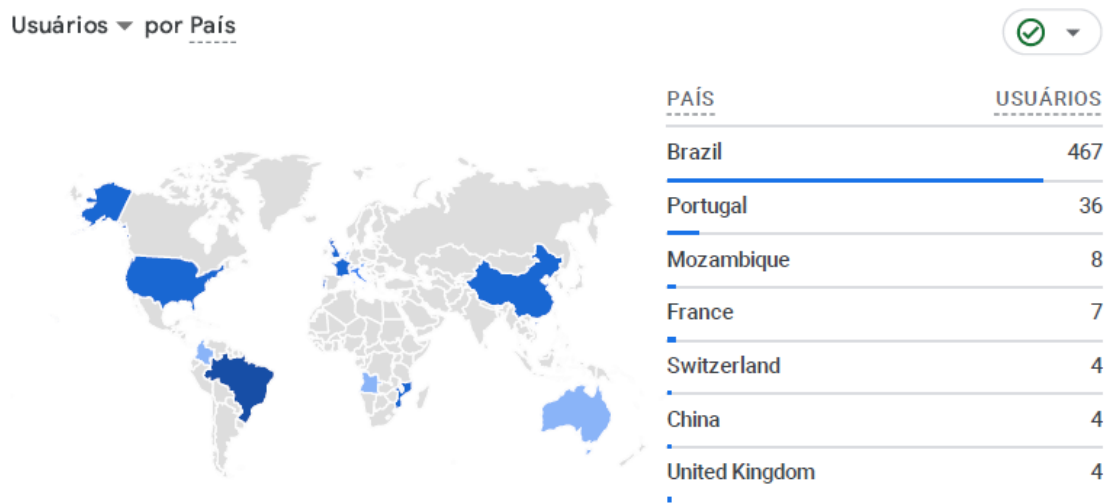 Usuários por País
PAÍS USUÁRIOS
Brazil 467
Portugal 36
Mozambique 8
France 7
Switzerland 4
China 4
United Kingdom 4